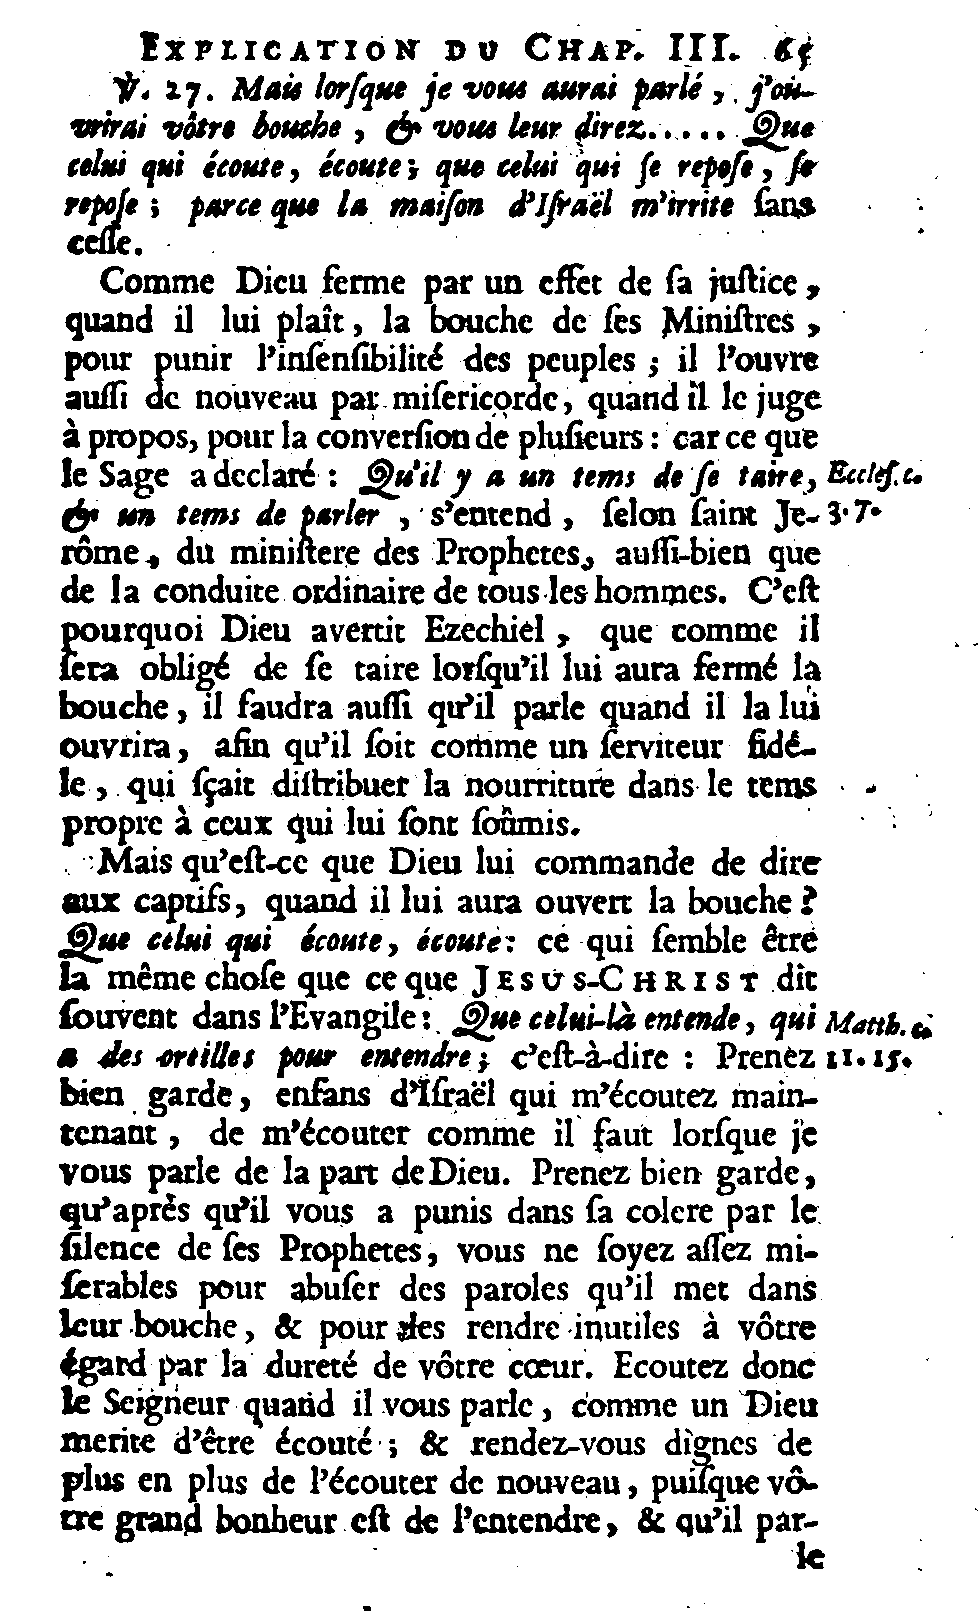 EXPLICATION DU CHAP. III. 65
℣. 27. Mais lorſque je vous aurai parlé, j'ou-
vrirai vôtre bouche, & vous leur direz..... Que
celui qui écoute, écoute; que celui qui ſe repoſe, ſe
repoſe; parce que la maiſon d'Iſraël m'irrite ſans
ceſſe.
Comme Dieu ferme par un effet de ſa juſtice,
quand il lui plaît, la bouche de ſes Miniſtres,
pour punir l'inſenſibilité des peuples; il l'ouvre
auſſi de nouveau par miſericorde, quand il le juge
à propos, pour la converſion de pluſieurs: car ce que
le Sage a declaré: Qu'il y a un tems de ſe taire, Eccleſ. c.
& un tems de parler, s'entend, ſelon ſaint Je- 3. 7.
rôme, du miniſtere des Prophetes, auſſi-bien que
de la conduite ordinaire de tous les hommes. C'eſt
pourquoi Dieu avertit Ezechiel, que comme il
ſera obligé de ſe taire lorſqu'il lui aura fermé la
bouche, il faudra auſſi qu'il parle quand il la lui
ouvrira, afin qu'il ſoit comme un ſerviteur fidé-
le, qui ſçait diſtribuer la nourriture dans le tems
propre à ceux qui lui ſont ſoûmis.
Mais qu'eſt-ce que Dieu lui commande de dire
aux captifs, quand il lui aura ouvert la bouche?
Que celui qui écoute, écoute: ce qui ſemble être
la même choſe que ce que JESUS-CHRIST dit
ſouvent dans l'Evangile: Que celui-là entende, qui Matth. c.
a des oreilles pour entendre; c'eſt-à-dire: Prenez 11. 15.
bien garde, enfans d'Iſraël qui m'écoutez main-
tenant, de m'écouter comme il faut lorſque je
vous parle de la part de Dieu. Prenez bien garde,
qu'après qu'il vous a punis dans ſa colere par le
ſilence de ſes Prophetes, vous ne ſoyez aſſez mi-
ſerables pour abuſer des paroles qu'il met dans
leur bouche, & pour les rendre inutiles à vôtre
égard par la dureté de vôtre cœur. Ecoutez donc
le Seigneur quand il vous parle, comme un Dieu
merite d'être écouté; & rendez-vous dignes de
plus en plus de l'écouter de nouveau, puiſque vô-
tre grand bonheur eſt de l'entendre, & qu'il par-
le